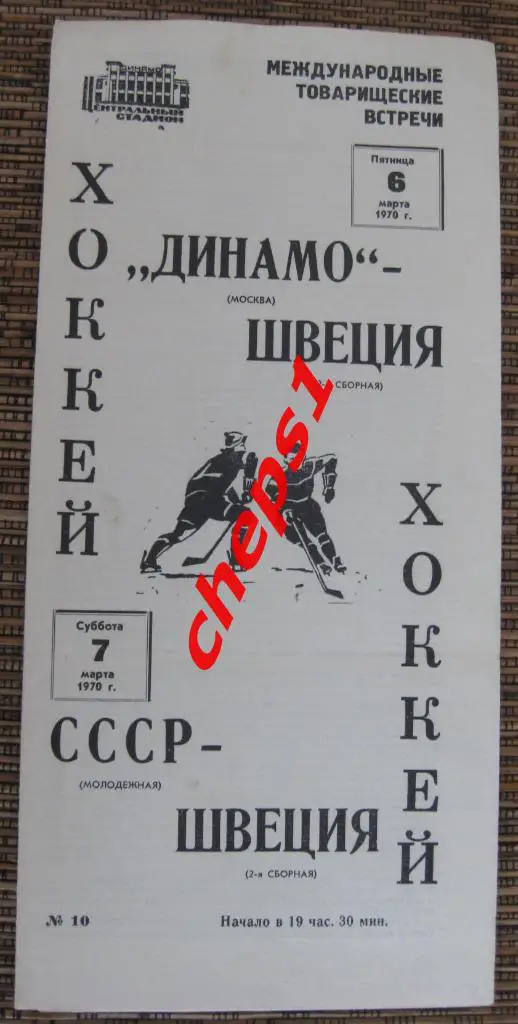 ДИНАМО
ЦЕНТРАЛЬНЫЙ
СТАДИОН
МЕЖДУНАРОДНЫЕ
ТОВАРИЩЕСКИЕ
ВСТРЕЧИ
ХОККЕЙ
Пятница
6
марта
1970 г.
„ДИНАМО“-
(МОСКВА)
ШВЕЦИЯ
СБОРНАЯ)
cheps1
ХОККЕЙ
Суббота
7
марта
1970 г.
СССР-
(МОЛОДЕЖНАЯ)
ШВЕЦИЯ
(2-я СБОРНАЯ)
№ 10
Начало в 19 час. 30 мин.